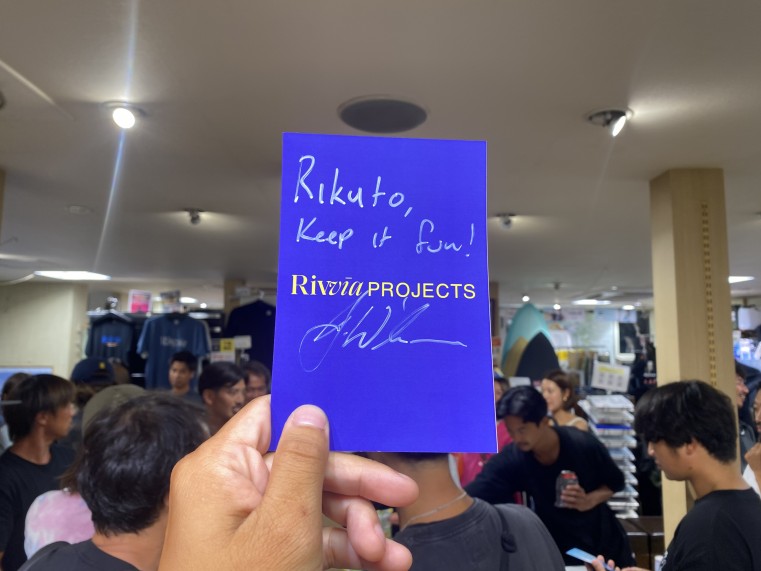 Rikuto,
Keep it fun!
Rivvia PROJECTS